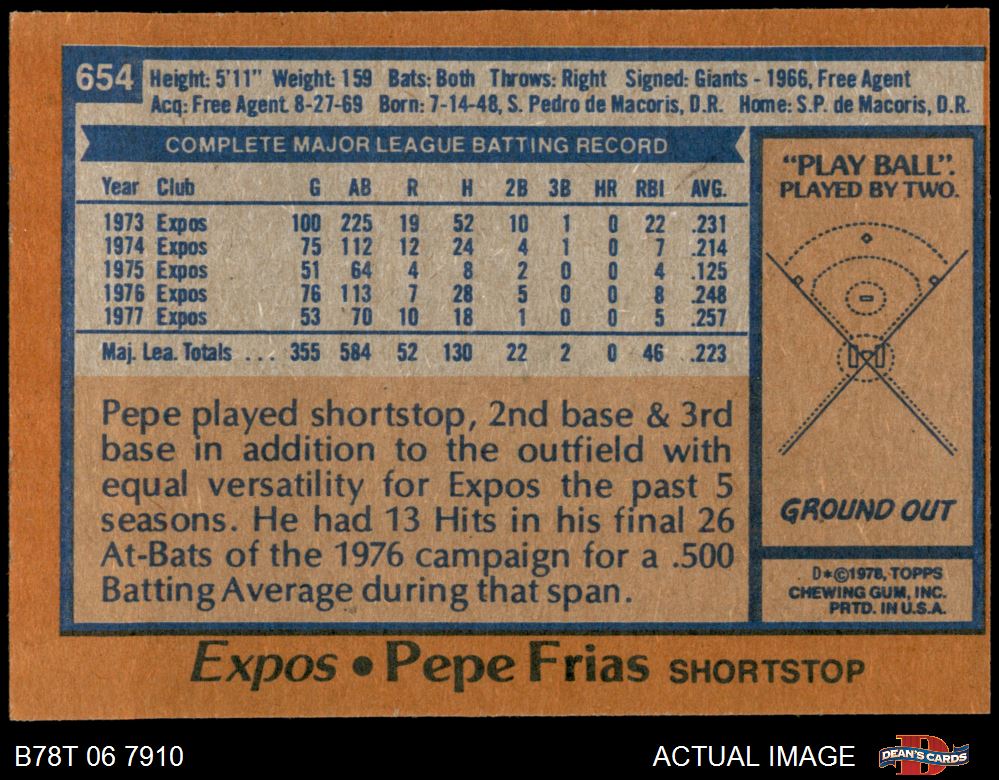 654 Height: 5'11" Weight: 159 Bats: Both Throws: Right Signed: Giants - 1966, Free Agent
Acq: Free Agent 8-27-69 Born: 7-14-48, S. Pedro de Macoris, D.R. Home: S.P. de Macoris, D.R.
COMPLETE MAJOR LEAGUE BATTING RECORD
Year Club G AB R H 2B 3B HR RBI AVG.
1973 Expos 100 225 19 52 10 1 0 22 .231
1974 Expos 75 112 12 24 4 1 0 7 .214
1975 Expos 51 64 4 8 2 0 0 4 .125
1976 Expos 76 113 7 28 5 0 0 8 .248
1977 Expos 53 70 10 18 1 0 0 5 .257
Maj. Lea. Totals ... 355 584 52 130 22 2 0 46 .223
Pepe played shortstop, 2nd base & 3rd
base in addition to the outfield with
equal versatility for Expos the past 5
seasons. He had 13 Hits in his final 26
At-Bats of the 1976 campaign for a .500
Batting Average during that span.
"PLAY BALL":
PLAYED BY TWO.
GROUND OUT
D*©1978, TOPPS
CHEWING GUM, INC.
PRTD. IN U.S.A.
Expos • Pepe Frias SHORTSTOP
B78T 06 7910 ACTUAL IMAGE DEAN'S CARDS